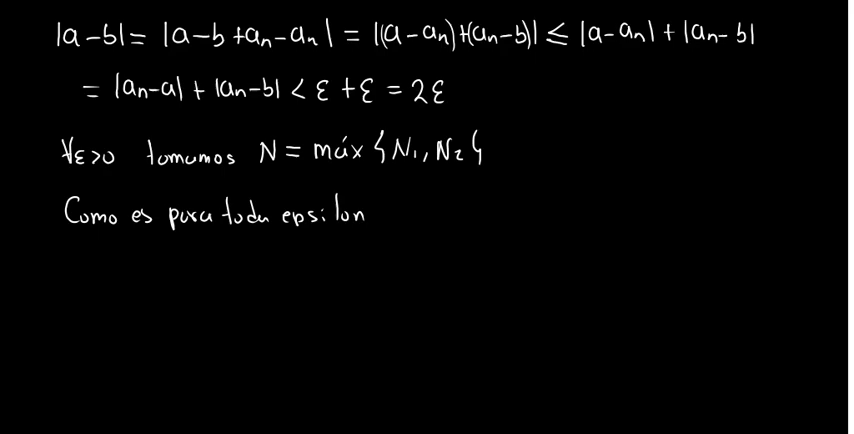 |a-b| = |a-b+aₙ-aₙ| = |(a-aₙ)+(aₙ-b)| ≤ |a-aₙ| + |aₙ-b|
= |aₙ-a| + |aₙ-b| < ε + ε = 2ε
∀ε>0 tomamos N = máx {N₁, N₂}
Como es para todo epsilon